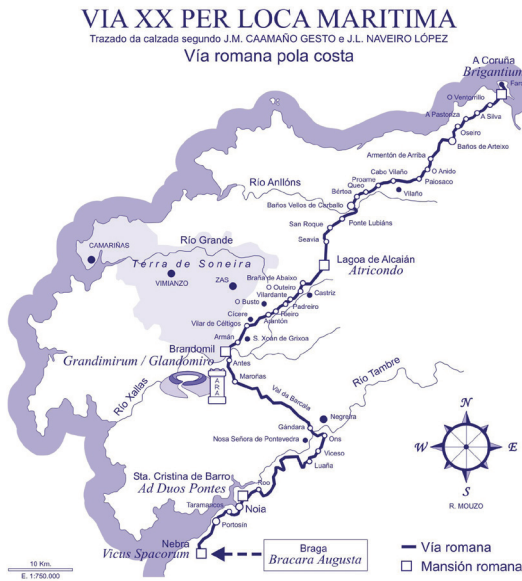 VIA XX PER LOCA MARITIMA
Trazado da calzada segundo J.M. CAAMAÑO GESTO e J.L. NAVEIRO LÓPEZ
Vía romana pola costa
A Coruña
Brigantium
Faro
O Ventorrillo
A Pastoriza
A Silva
Oseiro
Baños de Arteixo
Armentón de Arriba
O Anido
Cabo Vilaño
Paiosaco
Proame
Vilaño
Queo
Bértoa
Río Anllóns
Baños Vellos de Carballo
Ponte Lubiáns
San Roque
Seavia
Río Grande
CAMARIÑAS
Térra de Soneira
Lagoa de Alcaián
Atricondo
VIMIANZO
ZAS
Braña de Abaixo
O Outeiro
Vilardante
Castriz
O Busto
Padreiro
Rieiro
Cícere
Allantón
Vilar de Céltigos
Armán
S. Xoán de Grixoa
Brandomil
Grandimirum / Glandomiro
Antes
ARA
Maroñas
Río Xallas
Val da Barcala
Río Tambre
Negreira
Gándara
Nosa Señora de Pontevedra
Ons
Viceso
Luaña
N
W
E
S
R. MOUZO
Sta. Cristina de Barro
Roo
Ad Duos Pontes
Taramancos
Noia
Portosín
Nebra
Vicus Spacorum
Braga
Bracara Augusta
Vía romana
Mansión romana
10 Km.
E. 1:750.000